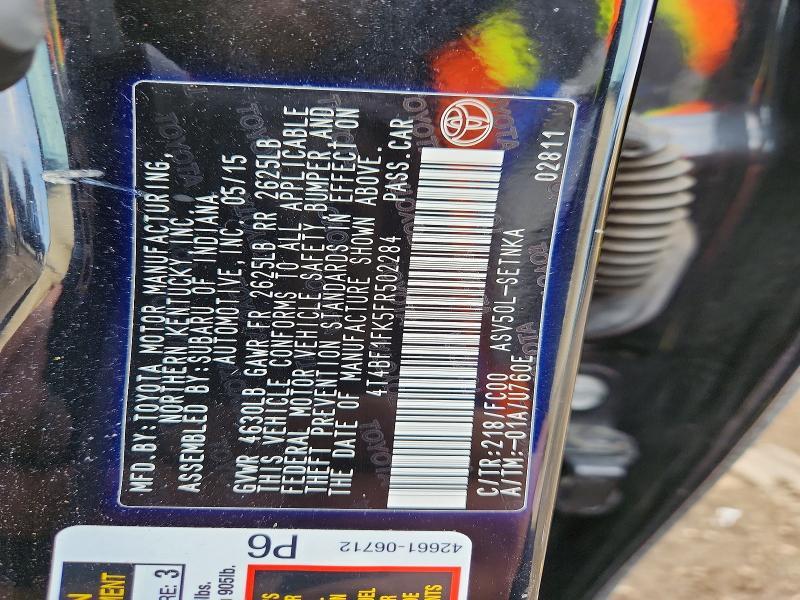 MFD.BY:TOYOTA MOTOR MANUFACTURING,
NORTHERN KENTUCKY, INC.
ASSEMBLED BY:SUBARU OF INDIANA
AUTOMOTIVE, INC. 05/15
GVWR 4630LB GAWR FR 2625LB RR 2625LB
THIS VEHICLE CONFORMS TO ALL APPLICABLE
FEDERAL MOTOR VEHICLE SAFETY, BUMPER, AND
THEFT PREVENTION STANDARDS IN EFFECT ON
THE DATE OF MANUFACTURE SHOWN ABOVE.
4T4BF1FK5FR502284 PASS.CAR
C/TR:218/FC00 ASV50L-SETNKA
A/TM:-01A/U760E 02811
P6
42661-06712